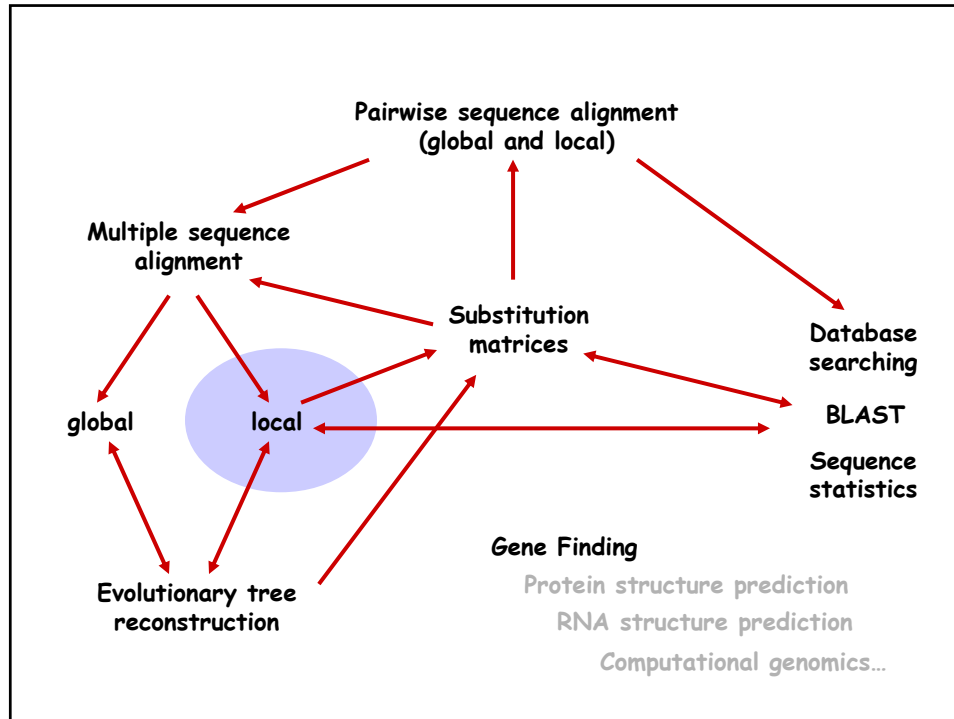 Pairwise sequence alignment
(global and local)
Multiple sequence
alignment
Substitution
matrices
Database
searching
global
local
BLAST
Sequence
statistics
Gene Finding
Evolutionary tree
reconstruction
Protein structure prediction
RNA structure prediction
Computational genomics…